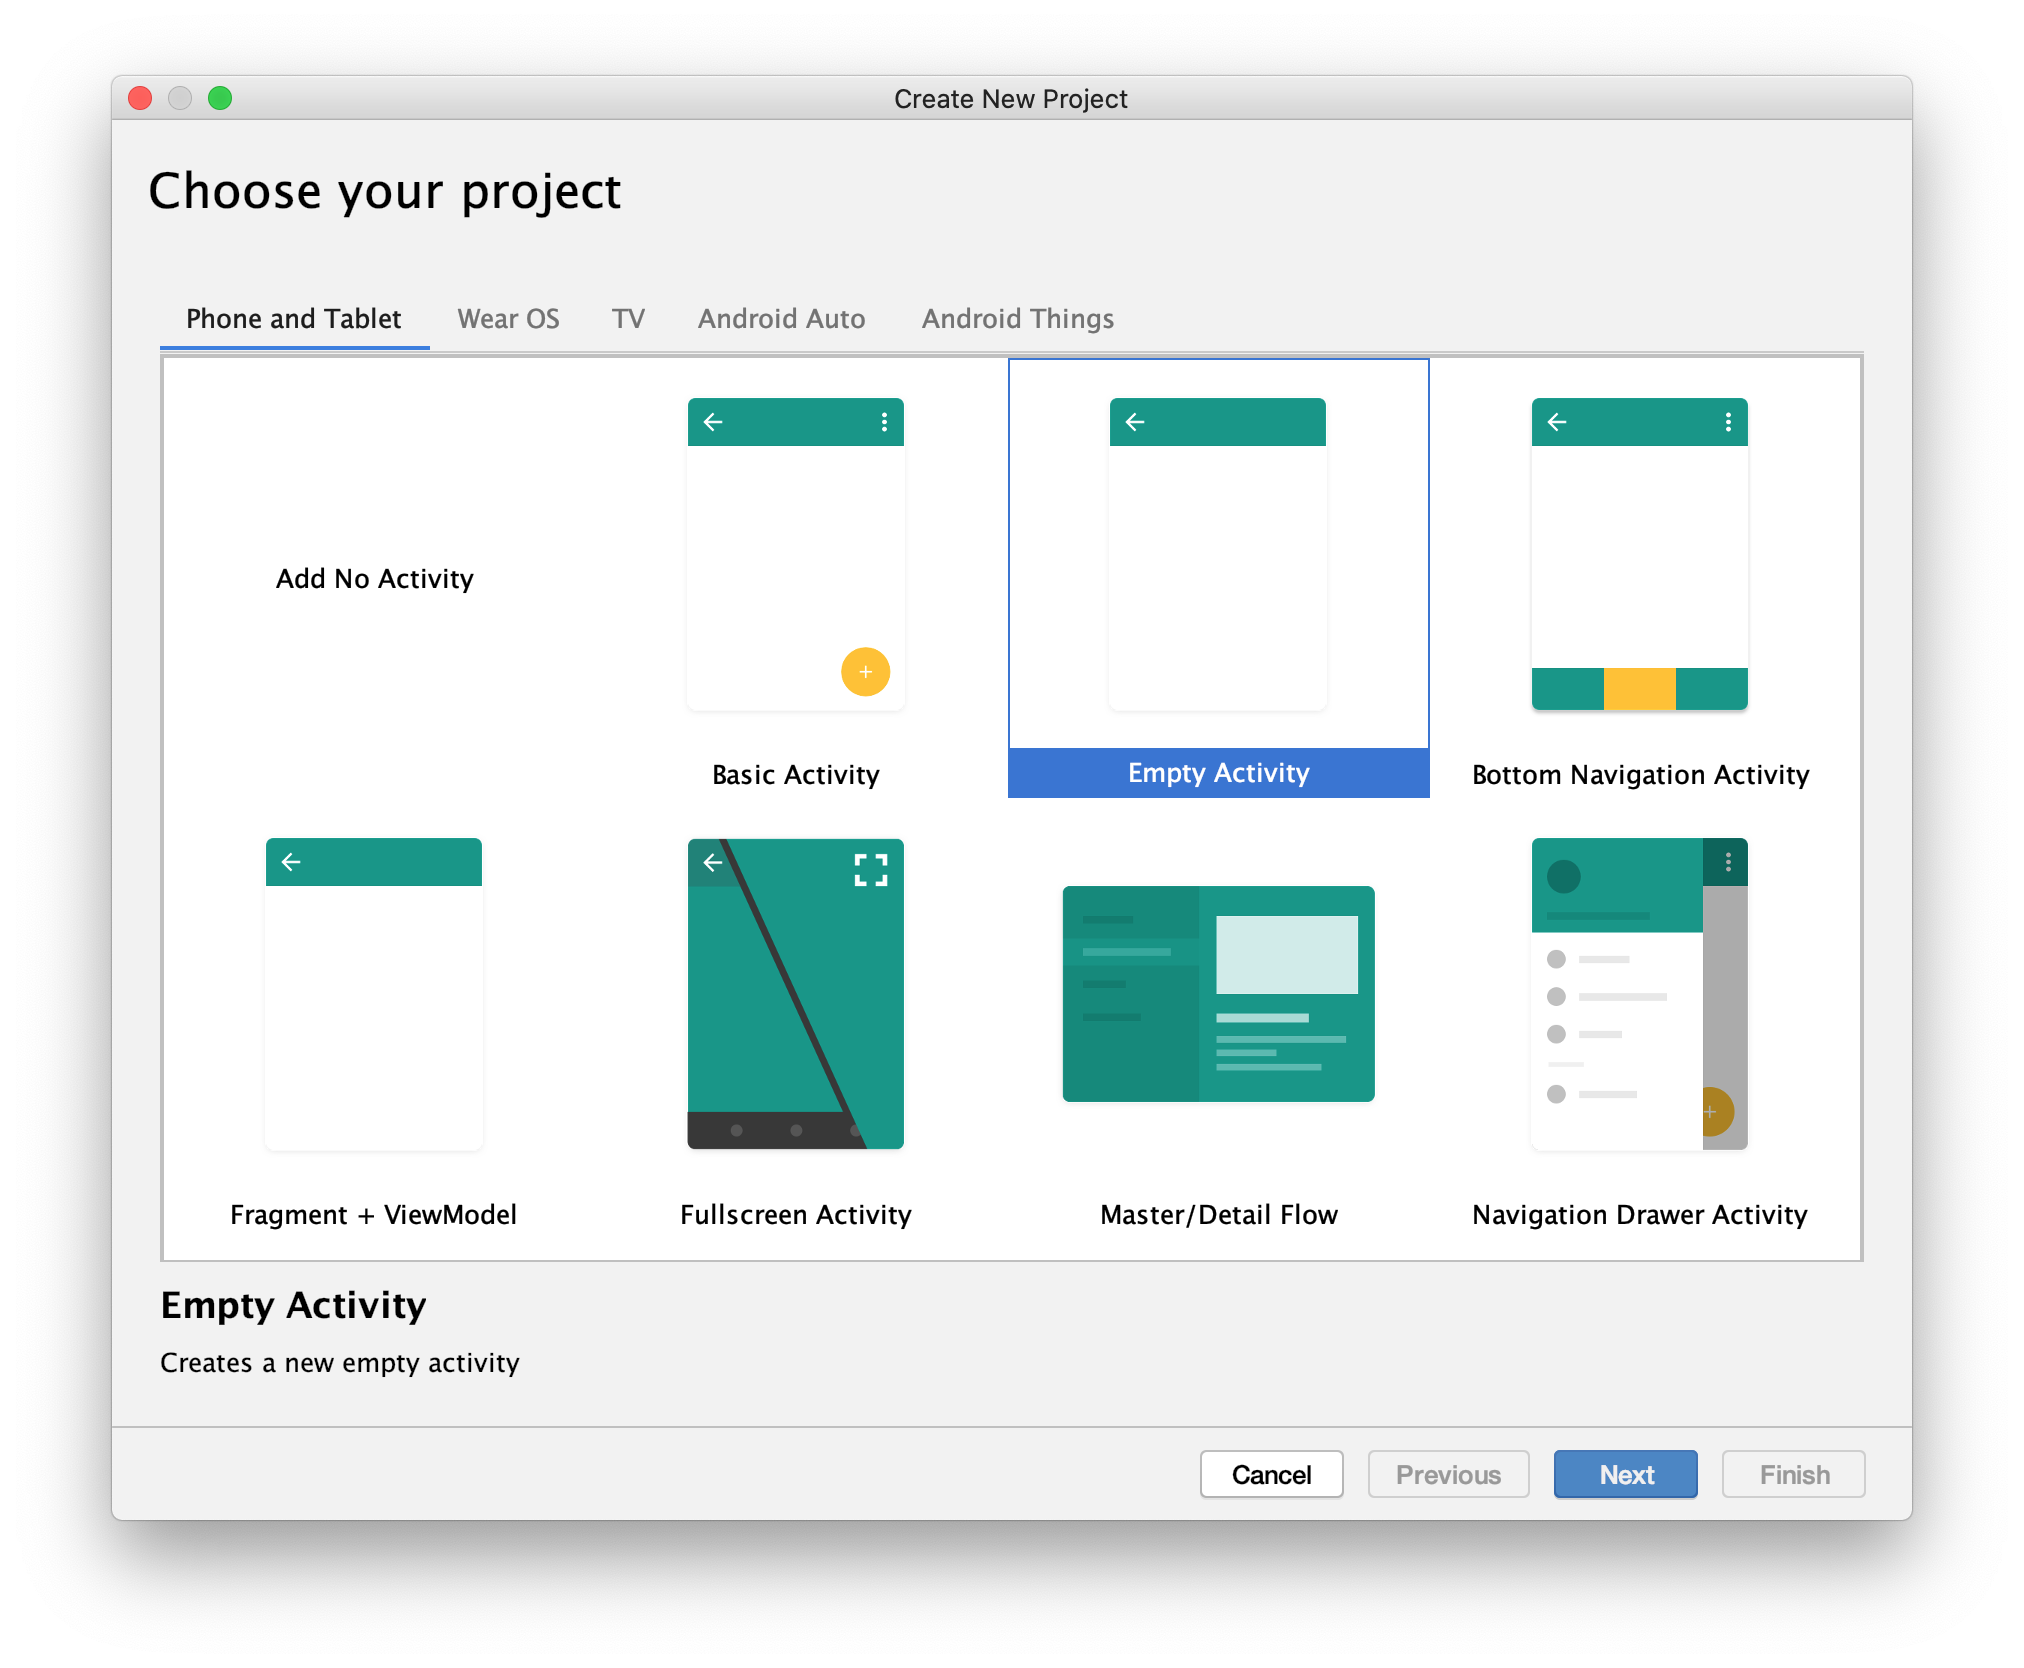 Create New Project
Choose your project
Phone and Tablet Wear OS TV Android Auto Android Things
Add No Activity
Basic Activity Empty Activity Bottom Navigation Activity
Fragment + ViewModel Fullscreen Activity Master/Detail Flow Navigation Drawer Activity
Empty Activity
Creates a new empty activity
Cancel Previous Next Finish